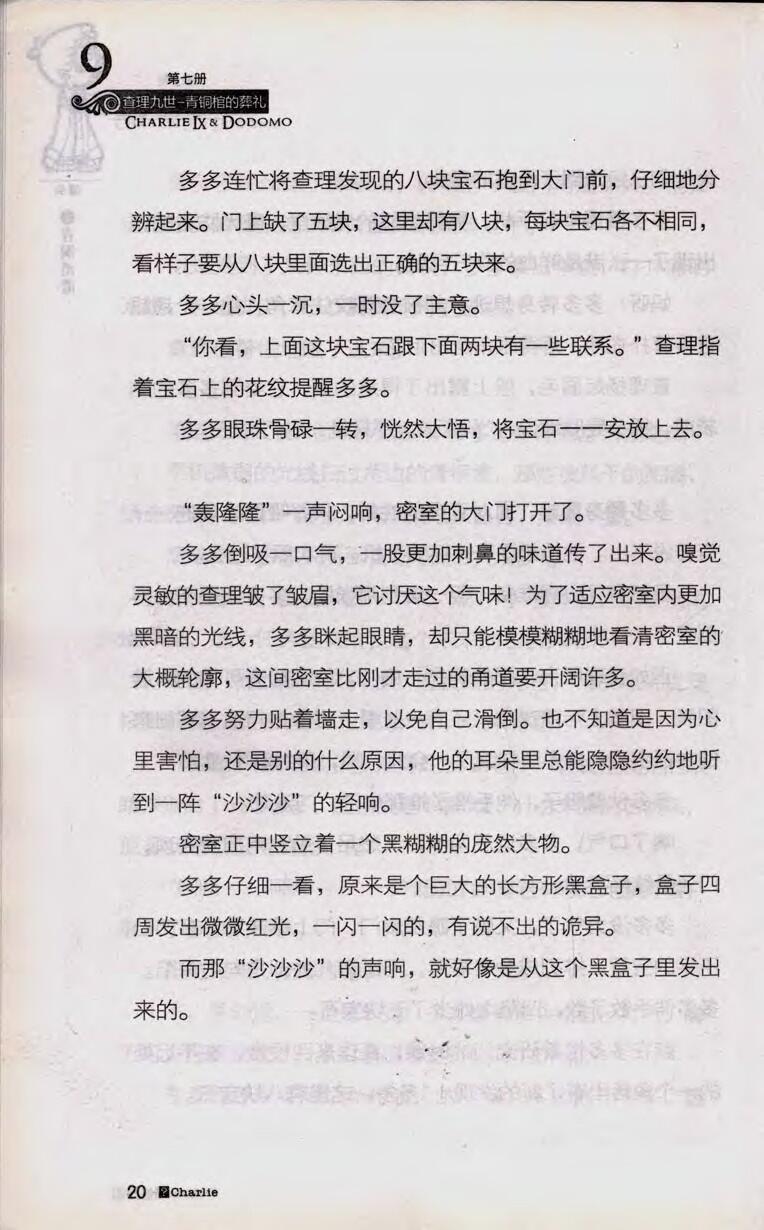 9
第七册
查理九世-青铜棺的葬礼
CHARLIE IX & DODOMO
多多连忙将查理发现的八块宝石抱到大门前，仔细地分
辨起来。门上缺了五块，这里却有八块，每块宝石各不相同，
看样子要从八块里面选出正确的五块来。
多多心头一沉，一时没了主意。
“你看，上面这块宝石跟下面两块有一些联系。”查理指
着宝石上的花纹提醒多多。
多多眼珠骨碌一转，恍然大悟，将宝石一一安放上去。
“轰隆隆”一声闷响，密室的大门打开了。
多多倒吸一口气，一股更加刺鼻的味道传了出来。嗅觉
灵敏的查理皱了皱眉，它讨厌这个气味！为了适应密室内更加
黑暗的光线，多多眯起眼睛，却只能模模糊糊地看清密室的
大概轮廓，这间密室比刚才走过的甬道要开阔许多。
多多努力贴着墙走，以免自己滑倒。也不知道是因为心
里害怕，还是别的什么原因，他的耳朵里总能隐隐约约地听
到一阵“沙沙沙”的轻响。
密室正中竖立着一个黑糊糊的庞然大物。
多多仔细一看，原来是个巨大的长方形黑盒子，盒子四
周发出微微红光，一闪一闪的，有说不出的诡异。
而那“沙沙沙”的声响，就好像是从这个黑盒子里发出
来的。
20 ?Charlie